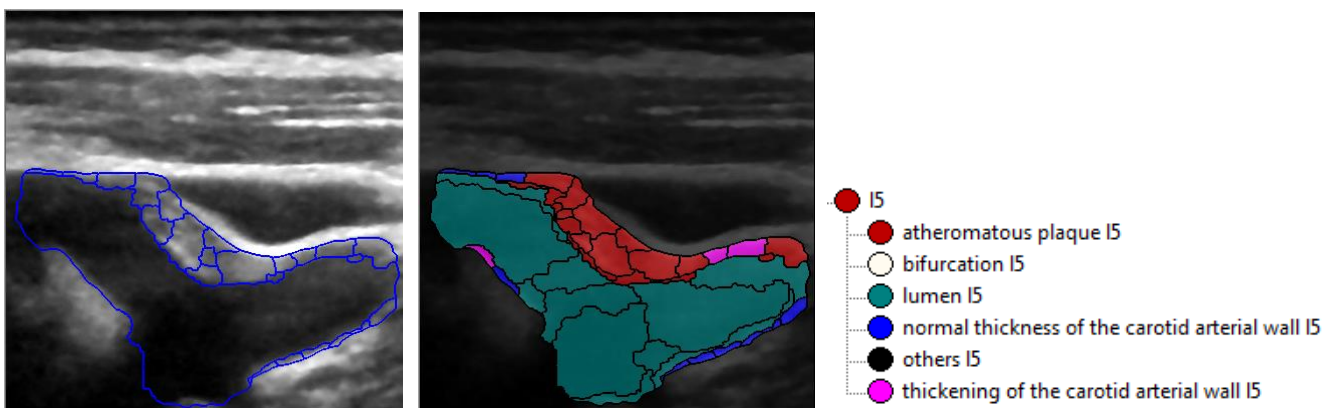 I5
atheromatous plaque I5
bifurcation I5
lumen I5
normal thickness of the carotid arterial wall I5
others I5
thickening of the carotid arterial wall I5